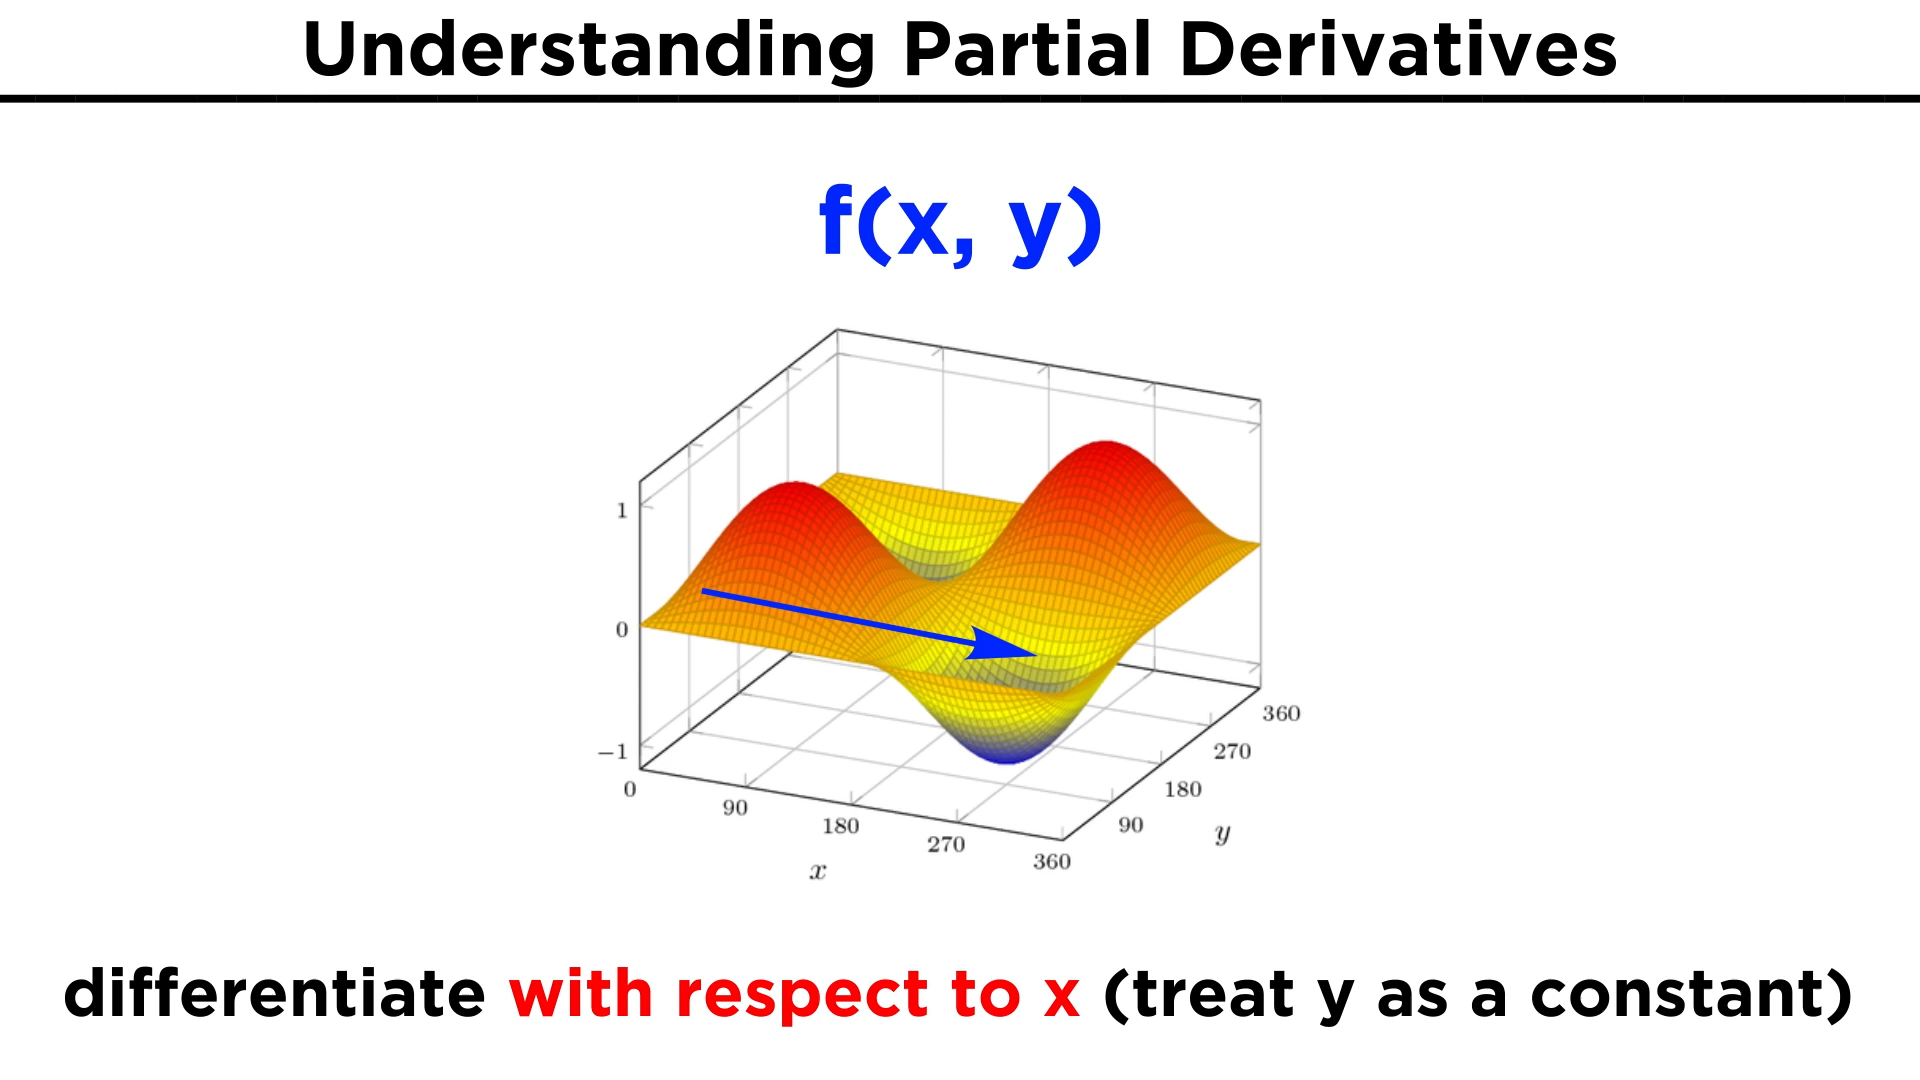 Understanding Partial Derivatives
f(x, y)
1
0
−1
0
90
180
270
360
x
90
180
270
360
y
differentiate with respect to x (treat y as a constant)